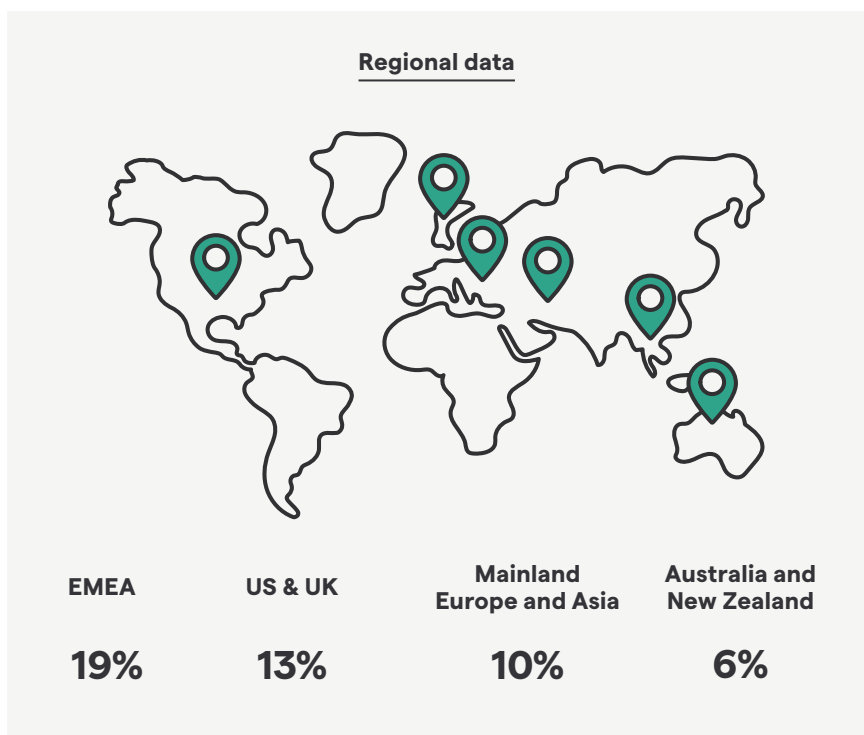 Regional data
EMEA
19%
US & UK
13%
Mainland
Europe and Asia
10%
Australia and
New Zealand
6%